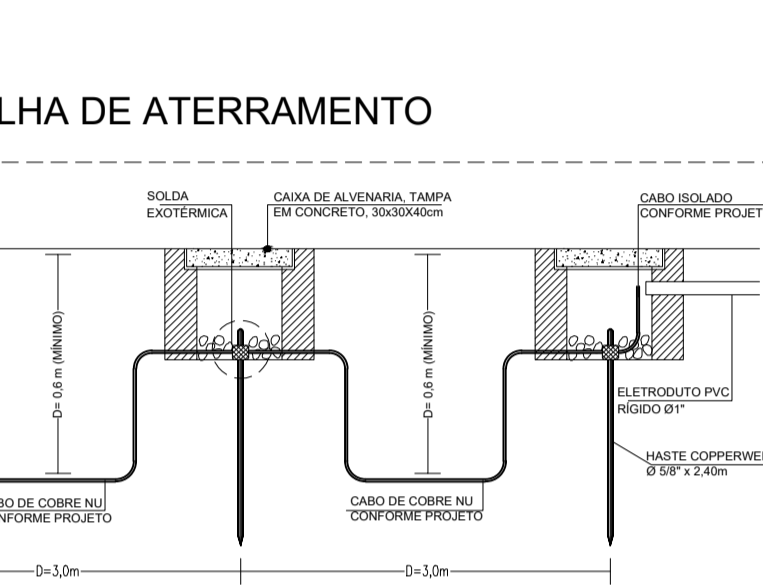 LHA DE ATERRAMENTO
SOLDA
EXOTÉRMICA
CAIXA DE ALVENARIA, TAMPA
EM CONCRETO, 30x30X40cm
CABO ISOLADO
CONFORME PROJET
D= 0,6 m (MÍNIMO)
D= 0,6 m (MÍNIMO)
ELETRODUTO PVC
RÍGIDO Ø1"
HASTE COPPERWE
Ø 5/8" x 2,40m
BO DE COBRE NU
NFORME PROJETO
CABO DE COBRE NU
CONFORME PROJETO
D=3,0m
D=3,0m